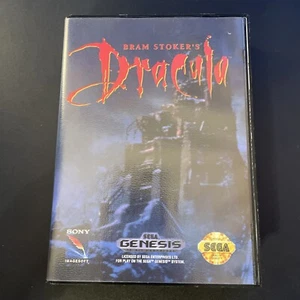 BRAM STOKER'S
Dracula
SONY
IMAGESOFT
SEGA
GENESIS
LICENSED BY SEGA ENTERPRISES LTD.
FOR PLAY ON THE SEGA GENESIS SYSTEM.
SEGA